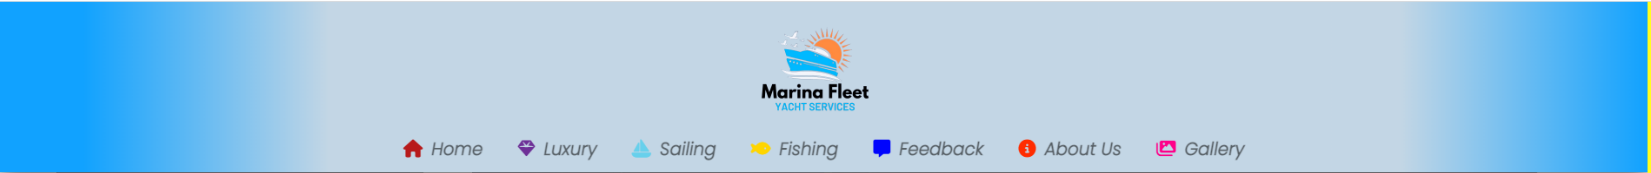 Marina Fleet
YACHT SERVICES
Home Luxury Sailing Fishing Feedback About Us Gallery